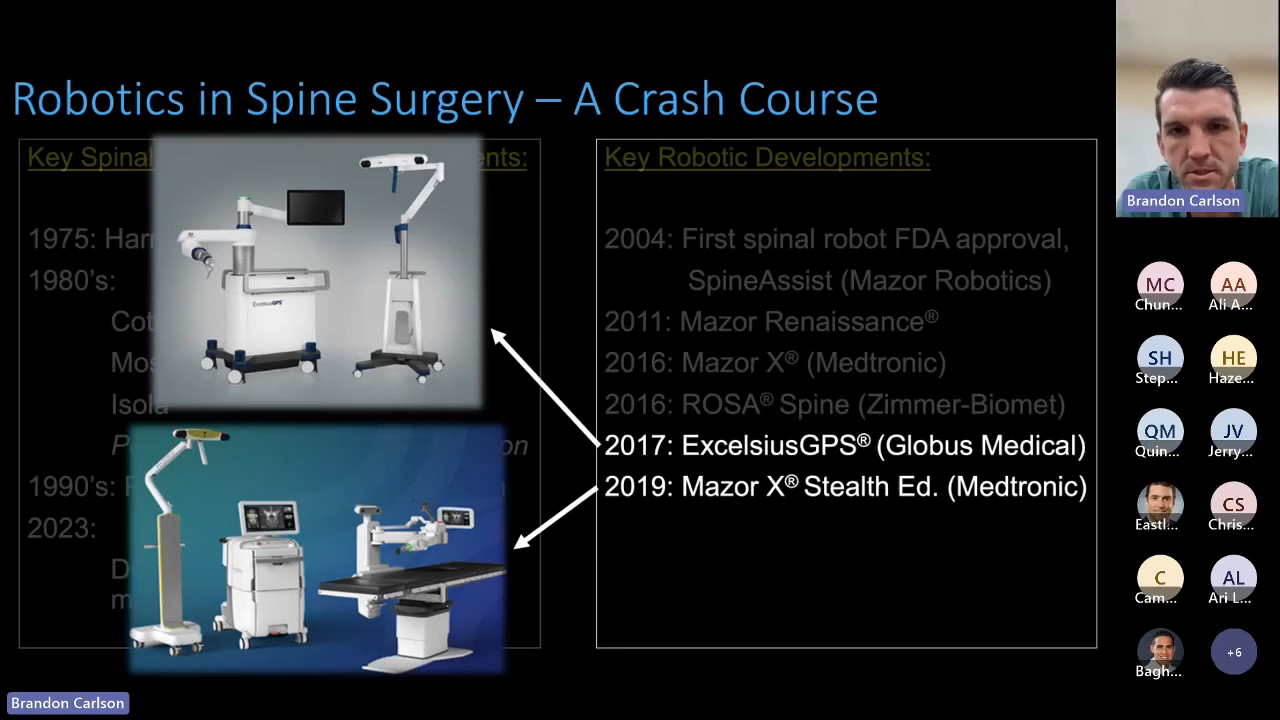 Robotics in Spine Surgery – A Crash Course
Key Spinal
ents:
1975: Harr
1980's:
Cot
Mos
Isola
on
1990's:
2023:
D
m
ExcelsiusGPS
Key Robotic Developments:
2004: First spinal robot FDA approval,
SpineAssist (Mazor Robotics)
2011: Mazor Renaissance®
2016: Mazor X® (Medtronic)
2016: ROSA® Spine (Zimmer-Biomet)
2017: ExcelsiusGPS® (Globus Medical)
2019: Mazor X® Stealth Ed. (Medtronic)
Brandon Carlson
MC
AA
Chun...
Ali A...
SH
HE
Step...
Haze...
QM
JV
Quin...
Jerry...
CS
Eastl...
Chris...
C
AL
Cam...
Ari L...
+6
Bagh...
Brandon Carlson